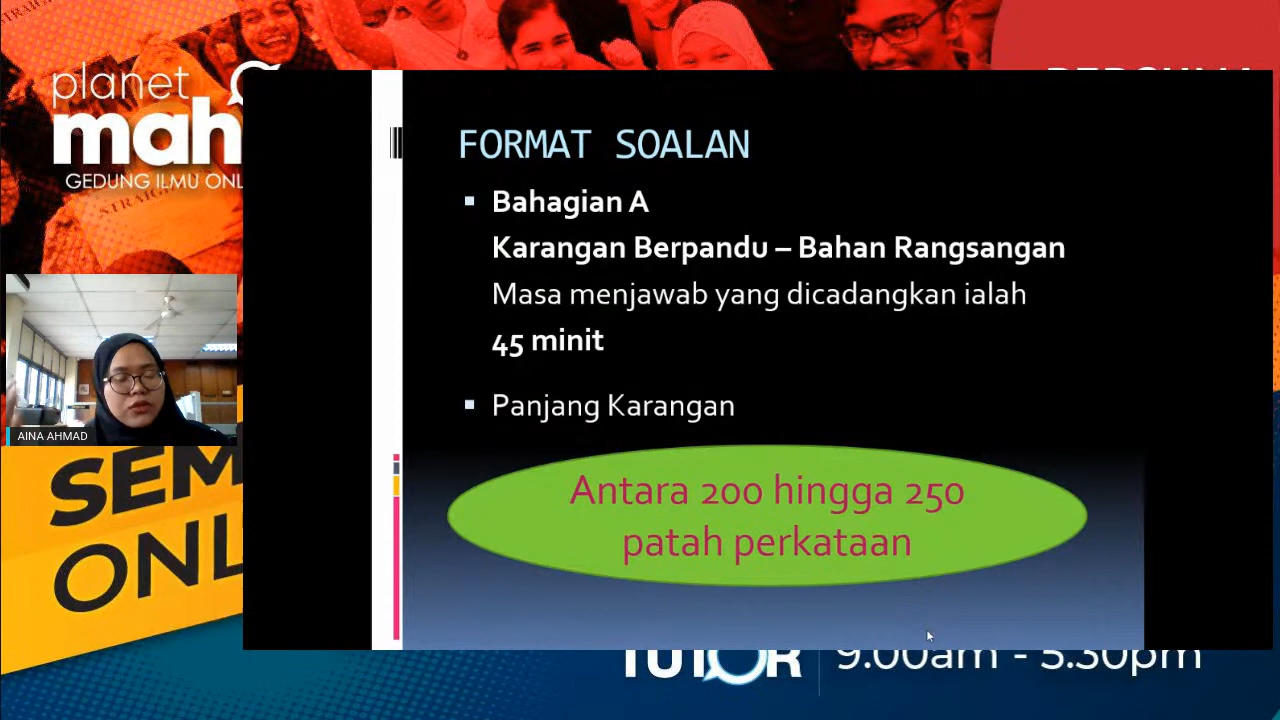 planet
mah
GEDUNG ILMU ONL
FORMAT SOALAN
Bahagian A
Karangan Berpandu – Bahan Rangsangan
Masa menjawab yang dicadangkan ialah
45 minit
Panjang Karangan
Antara 200 hingga 250
patah perkataan
AINA AHMAD
SEM
ONL
TUTOR
9.00am - 5.30pm